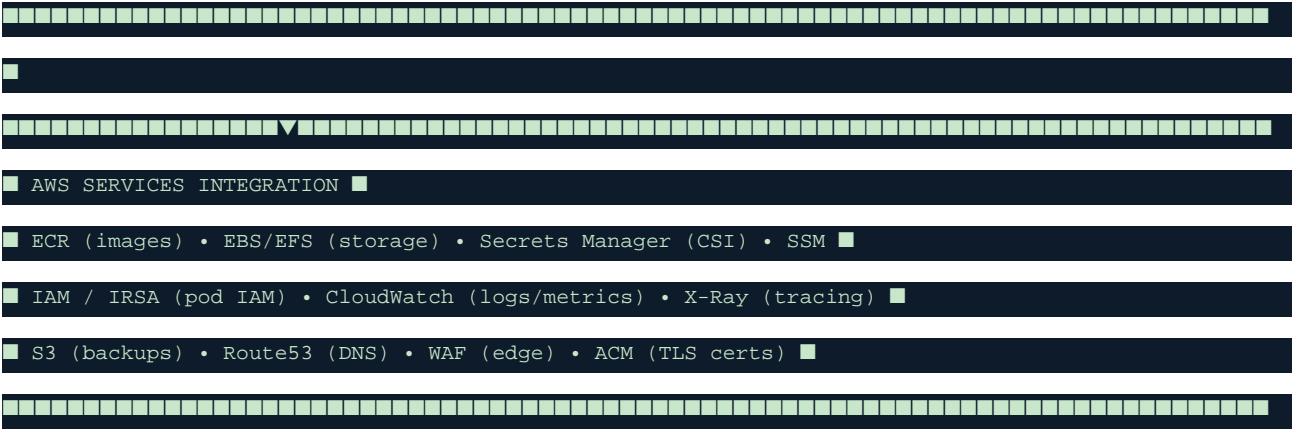 ■■■■■■■■■■■■■■■■■■■■■■■■■■■■■■■■■■■■■■■■■■■■■■■■■■■■■■■■■■■■■■■■■■■■■■■■■■■■■■
■
■■■■■■■■■■■■■■■■■▼■■■■■■■■■■■■■■■■■■■■■■■■■■■■■■■■■■■■■■■■■■■■■■■■■■■■■■■■■■■■
■ AWS SERVICES INTEGRATION ■
■ ECR (images) • EBS/EFS (storage) • Secrets Manager (CSI) • SSM ■
■ IAM / IRSA (pod IAM) • CloudWatch (logs/metrics) • X-Ray (tracing) ■
■ S3 (backups) • Route53 (DNS) • WAF (edge) • ACM (TLS certs) ■
■■■■■■■■■■■■■■■■■■■■■■■■■■■■■■■■■■■■■■■■■■■■■■■■■■■■■■■■■■■■■■■■■■■■■■■■■■■■■■